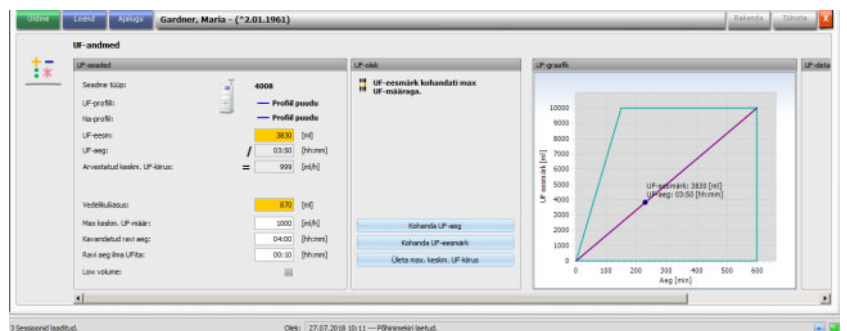 Üldine Loend Ajalugu Gardner, Maria - (*2.01.1961) Rakenda Tühista X
UF-andmed
UF-seaded UF-olek UF-graafik UF-data
Seadme tüüp: 4008
UF-profiil: Profiil puudu
Na-profiil: Profiil puudu
UF-eesm: 3830 [ml]
UF-aeg: / 03:50 [hh:mm]
Arvestatud keskm. UF-kiirus: = 999 [ml/h]
Vedelikulisasus: 870 [ml]
Max keskm. UF-määr: 1000 [ml/h]
Kavandatud ravi aeg: 04:00 [hh:mm]
Ravi aeg ilma UFita: 00:10 [hh:mm]
Low volume:
UF-eesmärk kohandati max
UF-määraga.
Kohanda UF-aeg
Kohanda UF-eesmärk
Ületa max. keskm. UF-kiirus
10000
9000
8000
7000
6000
5000
4000
3000
2000
1000
0
UF-eesmärk [ml]
UF-eesmärk: 3830 [ml]
UF-aeg: 03:50 [hh:mm]
0 100 200 300 400 500 600
Aeg [min]
3 Sessioonid laaditud. Olek: 27.07.2018 10:11 — Põhinimekiri laetud.